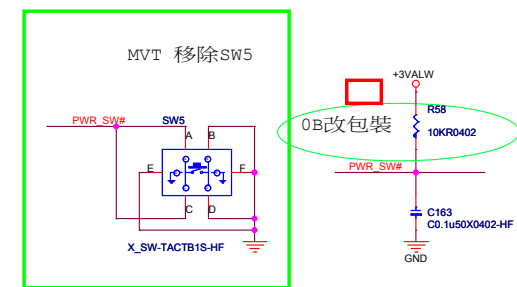 MVT 移除SW5
PWR_SW#
SW5
A
B
E
F
C
D
X_SW-TACTB1S-HF
+3VALW
R58
0B改包裝
10KR0402
PWR_SW#
C163
C0.1u50X0402-HF
GND